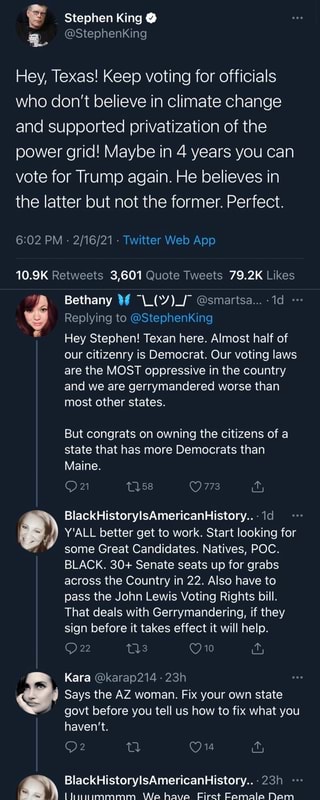 Stephen King
@StephenKing
Hey, Texas! Keep voting for officials
who don't believe in climate change
and supported privatization of the
power grid! Maybe in 4 years you can
vote for Trump again. He believes in
the latter but not the former. Perfect.
6:02 PM · 2/16/21 · Twitter Web App
10.9K Retweets 3,601 Quote Tweets 79.2K Likes
Bethany 🦋 ¯\_(ツ)_/¯ @smartsa... · 1d
Replying to @StephenKing
Hey Stephen! Texan here. Almost half of
our citizenry is Democrat. Our voting laws
are the MOST oppressive in the country
and we are gerrymandered worse than
most other states.
But congrats on owning the citizens of a
state that has more Democrats than
Maine.
21 58 773
BlackHistoryIsAmericanHistory.. · 1d
Y'ALL better get to work. Start looking for
some Great Candidates. Natives, POC.
BLACK. 30+ Senate seats up for grabs
across the Country in 22. Also have to
pass the John Lewis Voting Rights bill.
That deals with Gerrymandering, if they
sign before it takes effect it will help.
22 3 10
Kara @karap214 · 23h
Says the AZ woman. Fix your own state
govt before you tell us how to fix what you
haven't.
2 14
BlackHistoryIsAmericanHistory.. · 23h
Uuuummmm. We have. First Female Dem